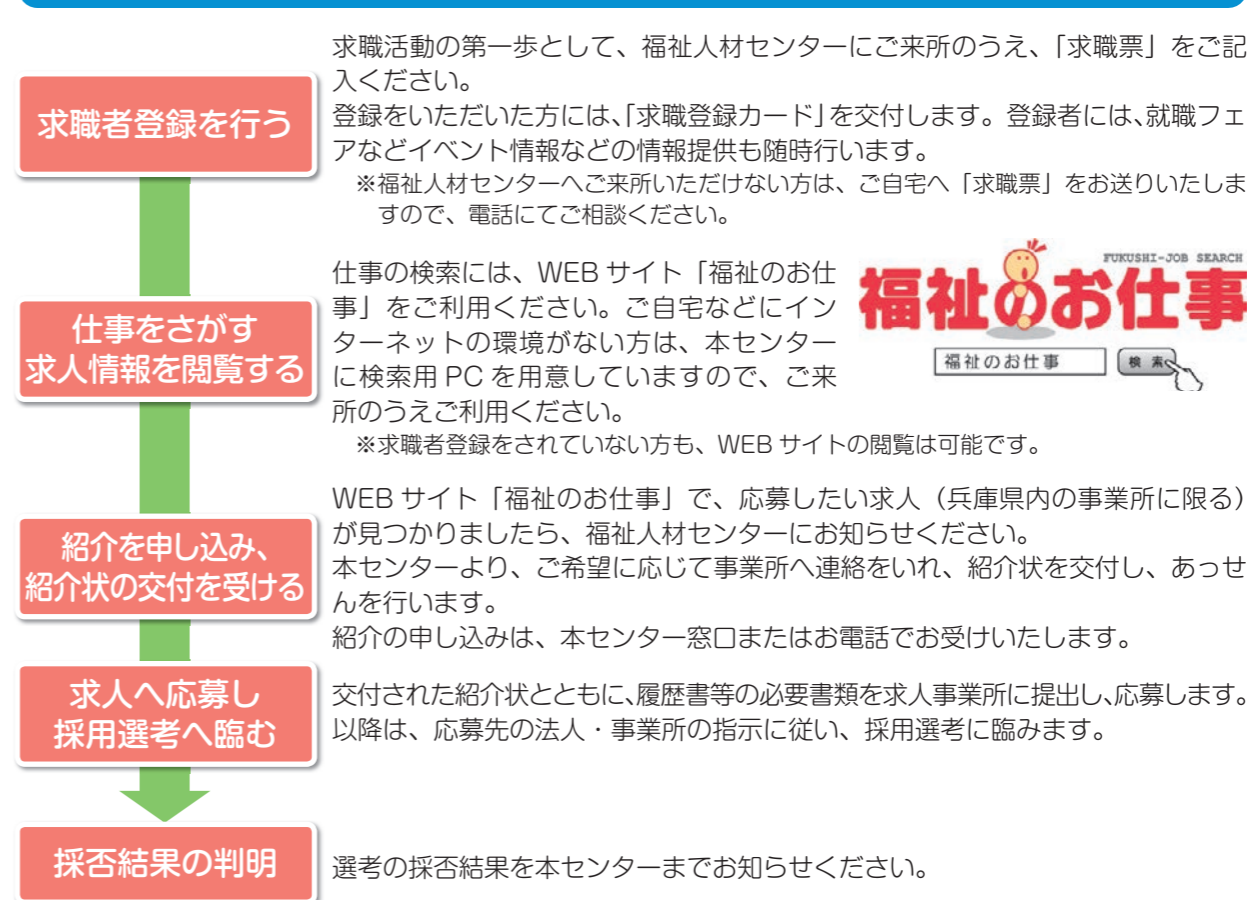 求職者登録を行う
求職活動の第一歩として、福祉人材センターにご来所のうえ、「求職票」をご記
入ください。
登録をいただいた方には、「求職登録カード」を交付します。登録者には、就職フェ
アなどイベント情報などの情報提供も随時行います。
※福祉人材センターへご来所いただけない方は、ご自宅へ「求職票」をお送りいたしま
すので、電話にてご相談ください。
仕事をさがす
求人情報を閲覧する
仕事の検索には、WEB サイト「福祉のお仕
事」をご利用ください。ご自宅などにイン
ターネットの環境がない方は、本センター
に検索用 PC を用意していますので、ご来
所のうえご利用ください。
※求職者登録をされていない方も、WEB サイトの閲覧は可能です。
FUKUSHI-JOB SEARCH
福祉のお仕事
福祉のお仕事
検索
紹介を申し込み、
紹介状の交付を受ける
WEB サイト「福祉のお仕事」で、応募したい求人（兵庫県内の事業所に限る）
が見つかりましたら、福祉人材センターにお知らせください。
本センターより、ご希望に応じて事業所へ連絡をいれ、紹介状を交付し、あっせ
んを行います。
紹介の申し込みは、本センター窓口またはお電話でお受けいたします。
求人へ応募し
採用選考へ臨む
交付された紹介状とともに、履歴書等の必要書類を求人事業所に提出し、応募します。
以降は、応募先の法人・事業所の指示に従い、採用選考に臨みます。
採否結果の判明
選考の採否結果を本センターまでお知らせください。